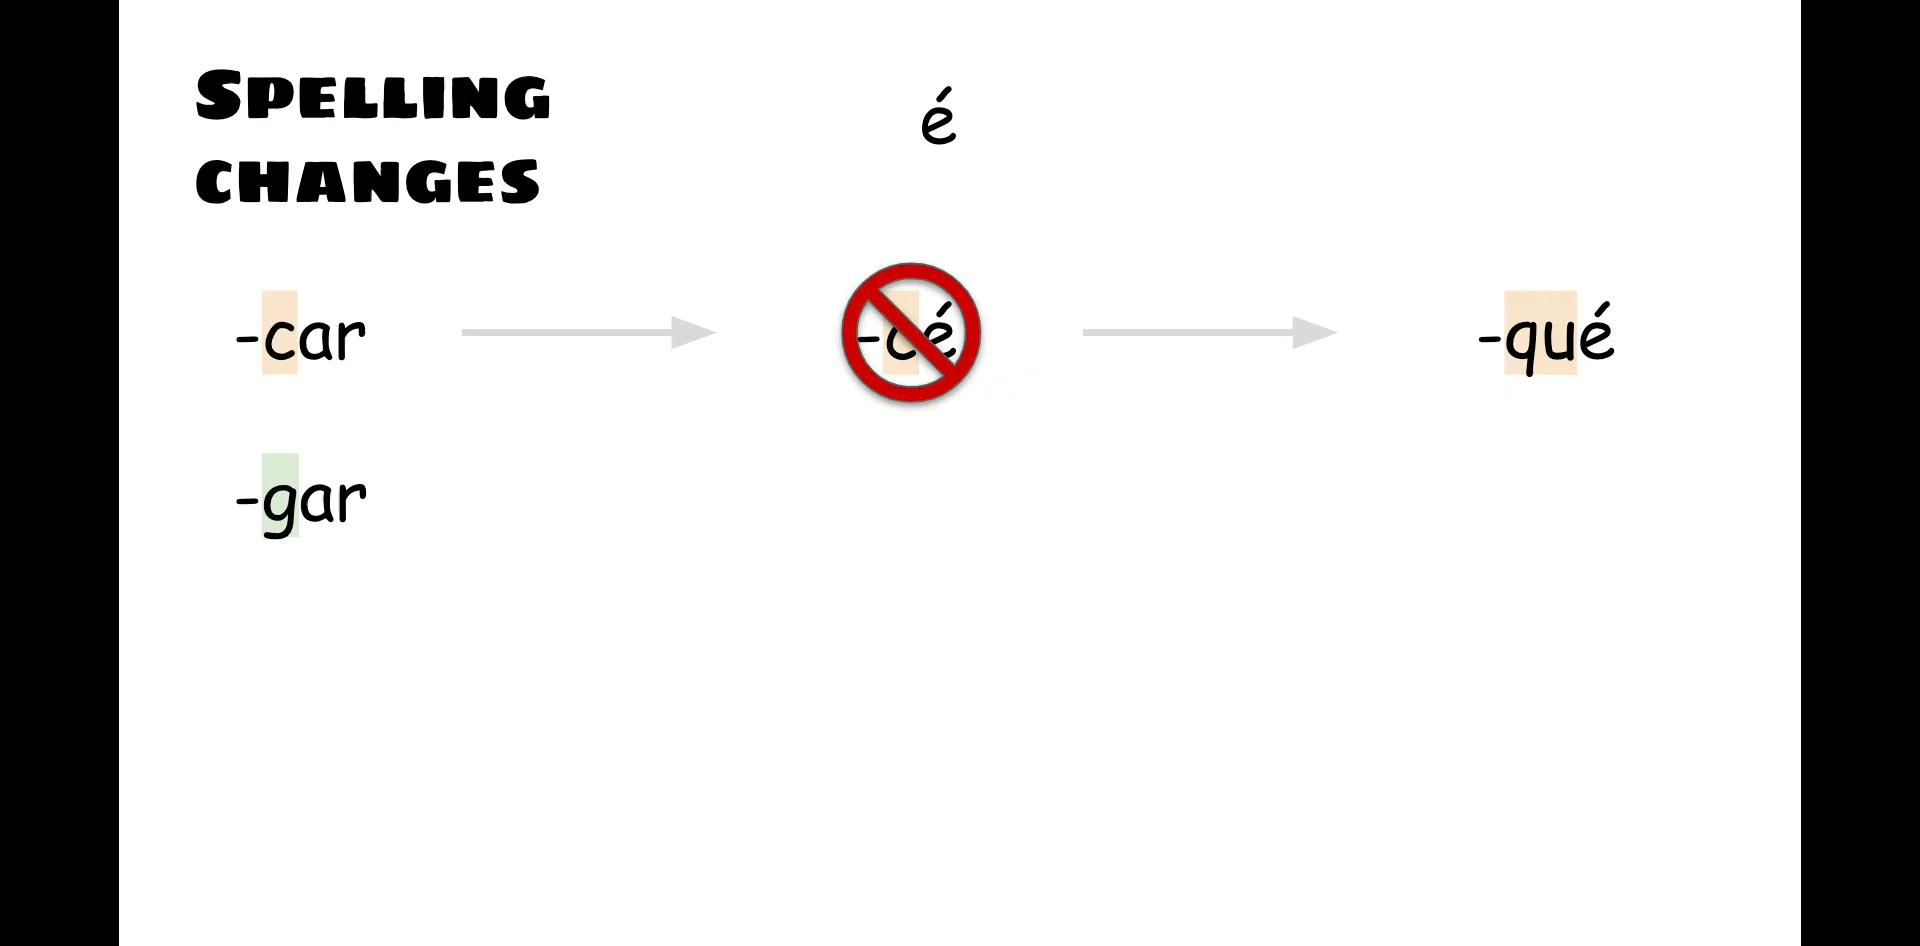 Spelling
changes
é
-car -cé -qué
-gar